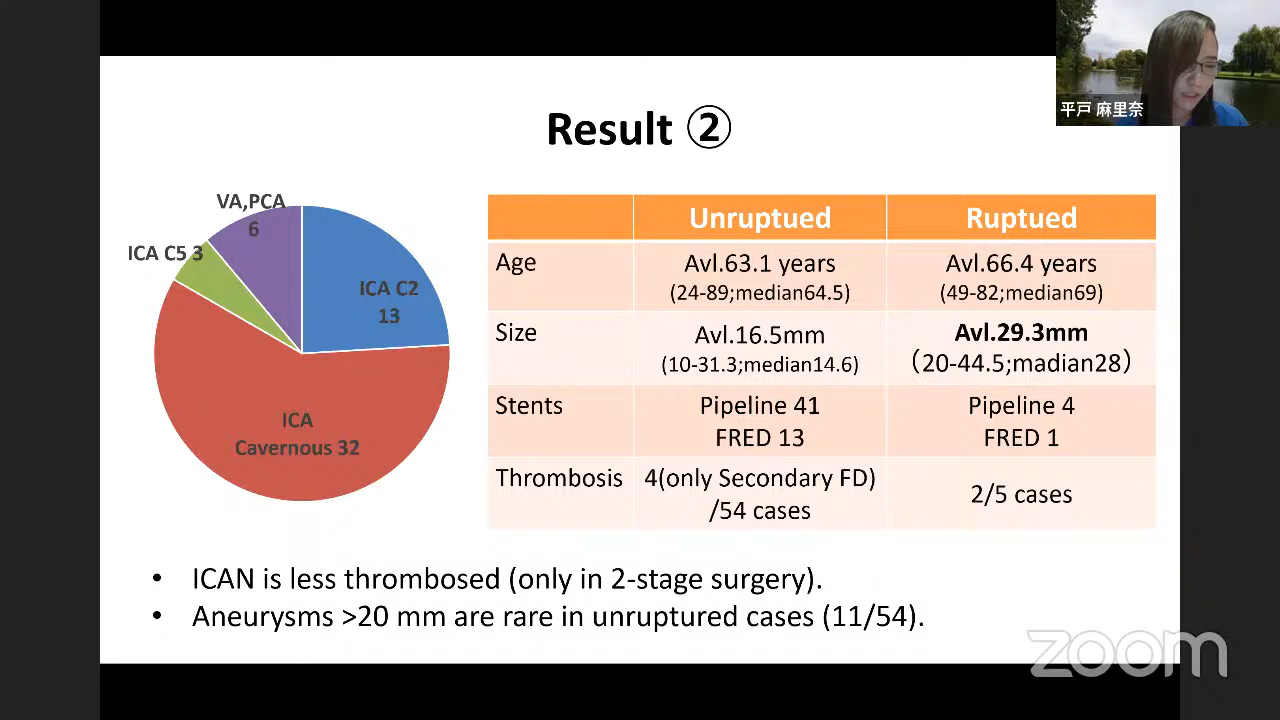 平戸 麻里奈
Result ②
VA,PCA
6
ICA C5 3
ICA C2
13
ICA
Cavernous 32
Unruptued Ruptued
Age Avl.63.1 years Avl.66.4 years
(24-89;median64.5) (49-82;median69)
Size Avl.16.5mm Avl.29.3mm
(10-31.3;median14.6) (20-44.5;madian28)
Stents Pipeline 41 Pipeline 4
FRED 13 FRED 1
Thrombosis 4(only Secondary FD) 2/5 cases
/54 cases
• ICAN is less thrombosed (only in 2-stage surgery).
• Aneurysms >20 mm are rare in unruptured cases (11/54).
zoom